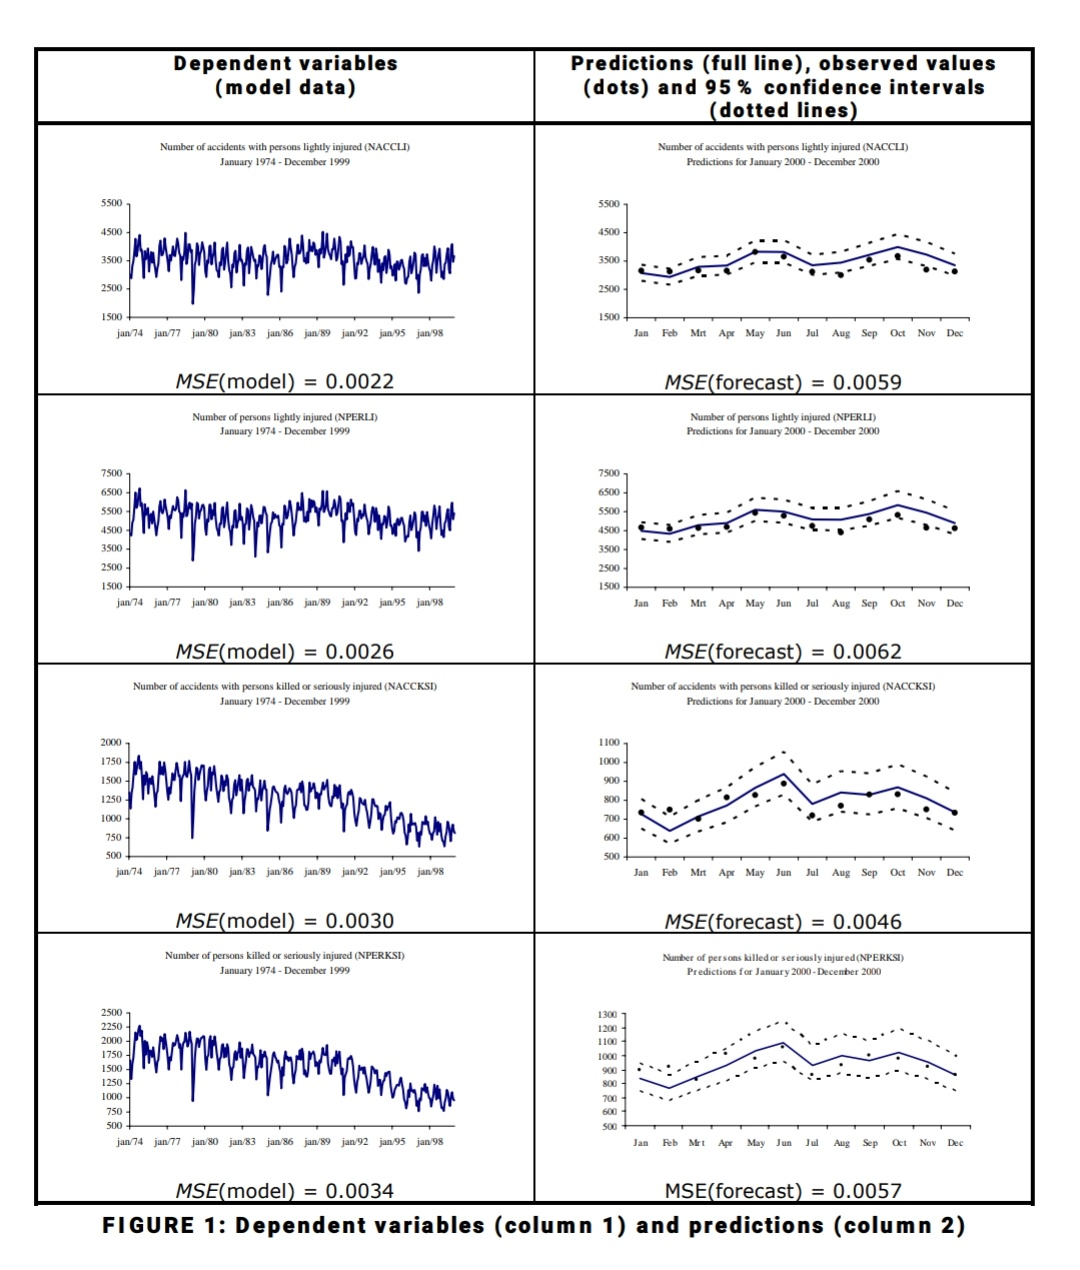 Dependent variables
(model data)
Predictions (full line), observed values
(dots) and 95 % confidence intervals
(dotted lines)
Number of accidents with persons lightly injured (NACCLI)
January 1974 - December 1999
5500
4500
3500
2500
1500
jan/74 jan/77 jan/80 jan/83 jan/86 jan/89 jan/92 jan/95 jan/98
MSE(model) = 0.0022
Number of accidents with persons lightly injured (NACCLI)
Predictions for January 2000 - December 2000
5500
4500
3500
2500
1500
Jan Feb Mrt Apr May Jun Jul Aug Sep Oct Nov Dec
MSE(forecast) = 0.0059
Number of persons lightly injured (NPERLI)
January 1974 - December 1999
7500
6500
5500
4500
3500
2500
1500
jan/74 jan/77 jan/80 jan/83 jan/86 jan/89 jan/92 jan/95 jan/98
MSE(model) = 0.0026
Number of persons lightly injured (NPERLI)
Predictions for January 2000 - December 2000
7500
6500
5500
4500
3500
2500
1500
Jan Feb Mrt Apr May Jun Jul Aug Sep Oct Nov Dec
MSE(forecast) = 0.0062
Number of accidents with persons killed or seriously injured (NACCKSI)
January 1974 - December 1999
2000
1750
1500
1250
1000
750
500
jan/74 jan/77 jan/80 jan/83 jan/86 jan/89 jan/92 jan/95 jan/98
MSE(model) = 0.0030
Number of accidents with persons killed or seriously injured (NACCKSI)
Predictions for January 2000 - December 2000
1100
1000
900
800
700
600
500
Jan Feb Mrt Apr May Jun Jul Aug Sep Oct Nov Dec
MSE(forecast) = 0.0046
Number of persons killed or seriously injured (NPERKSI)
January 1974 - December 1999
2500
2250
2000
1750
1500
1250
1000
750
500
jan/74 jan/77 jan/80 jan/83 jan/86 jan/89 jan/92 jan/95 jan/98
MSE(model) = 0.0034
Number of persons killed or seriously injured (NPERKSI)
Predictions for January 2000 - December 2000
1300
1200
1100
1000
900
800
700
600
500
Jan Feb Mrt Apr May Jun Jul Aug Sep Oct Nov Dec
MSE(forecast) = 0.0057
FIGURE 1: Dependent variables (column 1) and predictions (column 2)